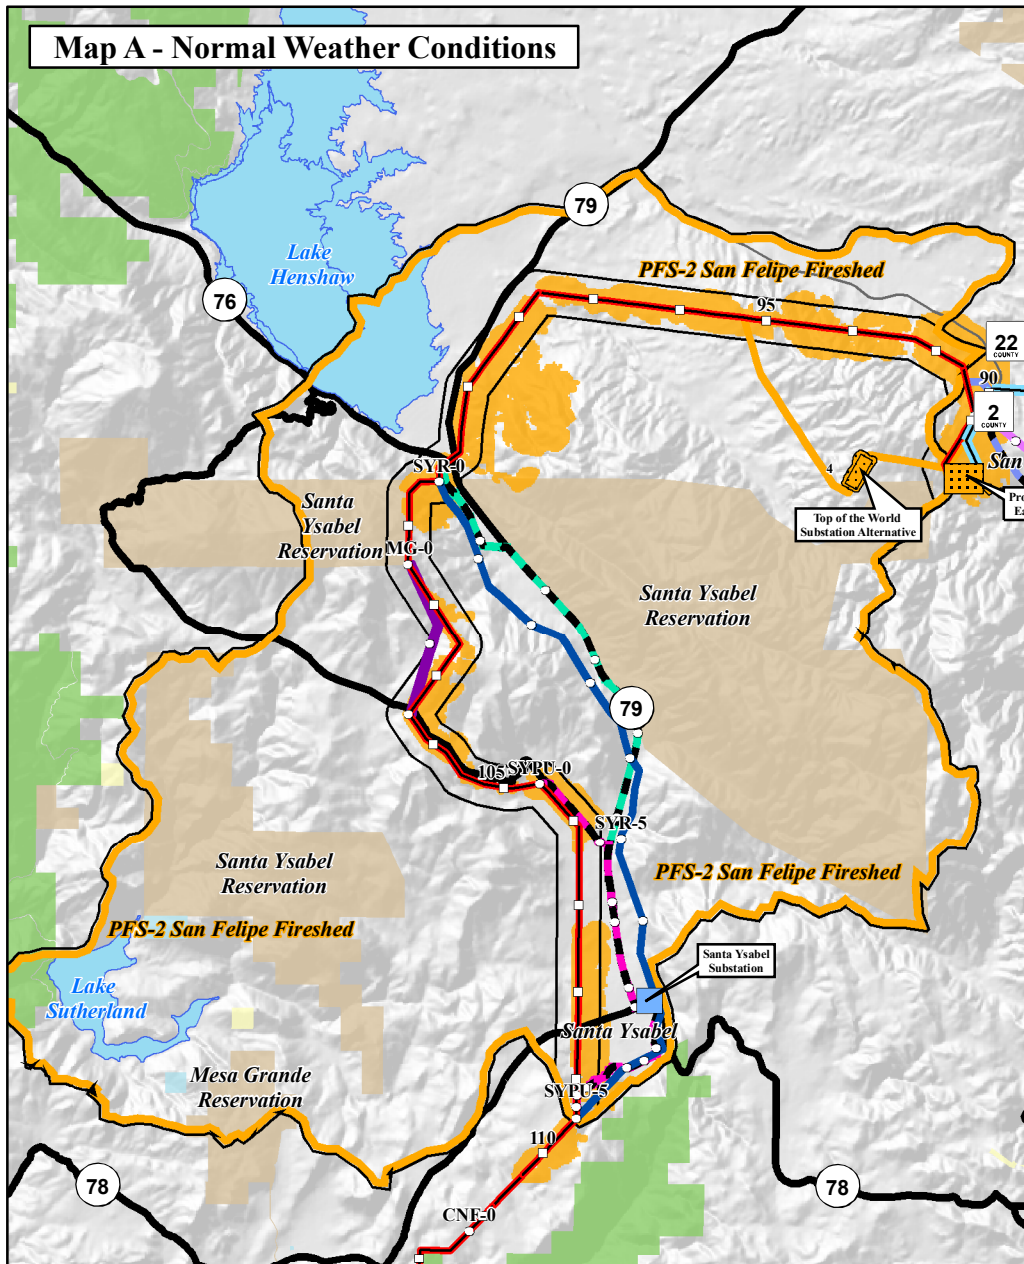 Map A - Normal Weather Conditions
79
Lake
Henshaw
PFS-2 San Felipe Fireshed
76
95
22
COUNTY
90
2
COUNTY
SYR-0
San
4
Santa
Ysabel
Reservation
Pro
Ea
Top of the World
Substation Alternative
MG-0
Santa Ysabel
Reservation
79
105
SYPU-0
SYR-5
Santa Ysabel
Reservation
PFS-2 San Felipe Fireshed
PFS-2 San Felipe Fireshed
Santa Ysabel
Substation
Lake
Sutherland
Santa Ysabel
Mesa Grande
Reservation
SYPU-5
110
78
78
CNF-0